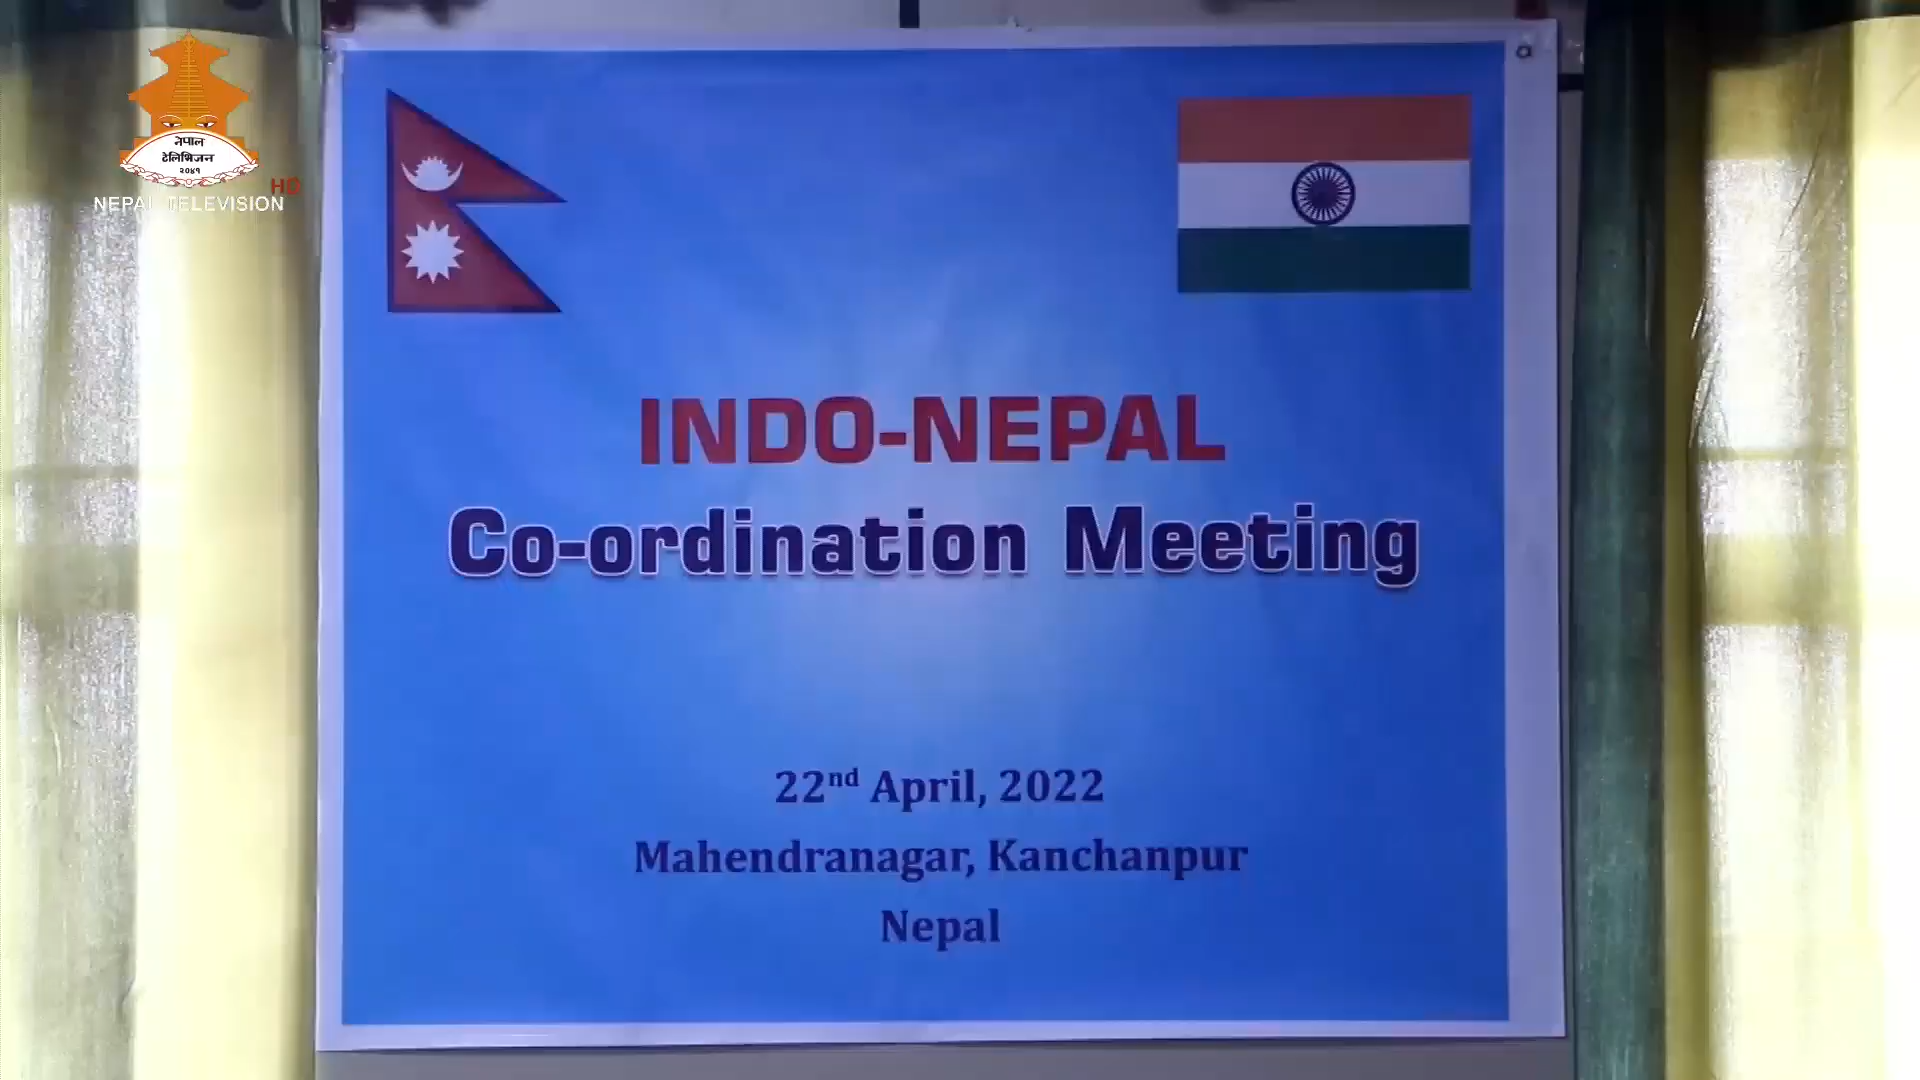 नेपाल
टेलिभिजन
२०४१
HD
NEPAL TELEVISION
INDO-NEPAL
Co-ordination Meeting
22nd April, 2022
Mahendranagar, Kanchanpur
Nepal